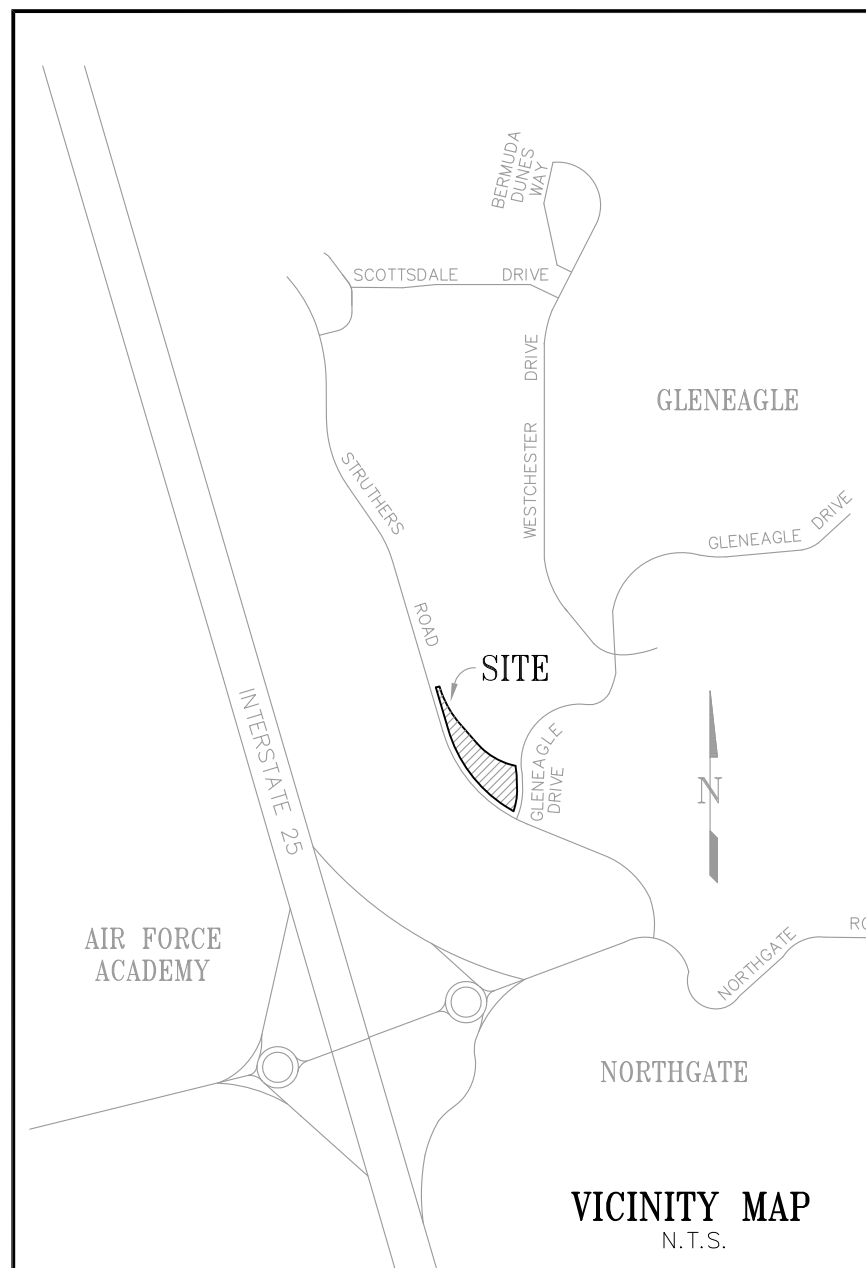 BERMUDA
DUNES
WAY
SCOTTSDALE DRIVE
WESTCHESTER DRIVE
GLENEAGLE
STRUTHERS ROAD
GLENEAGLE DRIVE
SITE
INTERSTATE 25
GLENEAGLE
DRIVE
N
AIR FORCE
ACADEMY
NORTHGATE
NORTHGATE
VICINITY MAP
N.T.S.